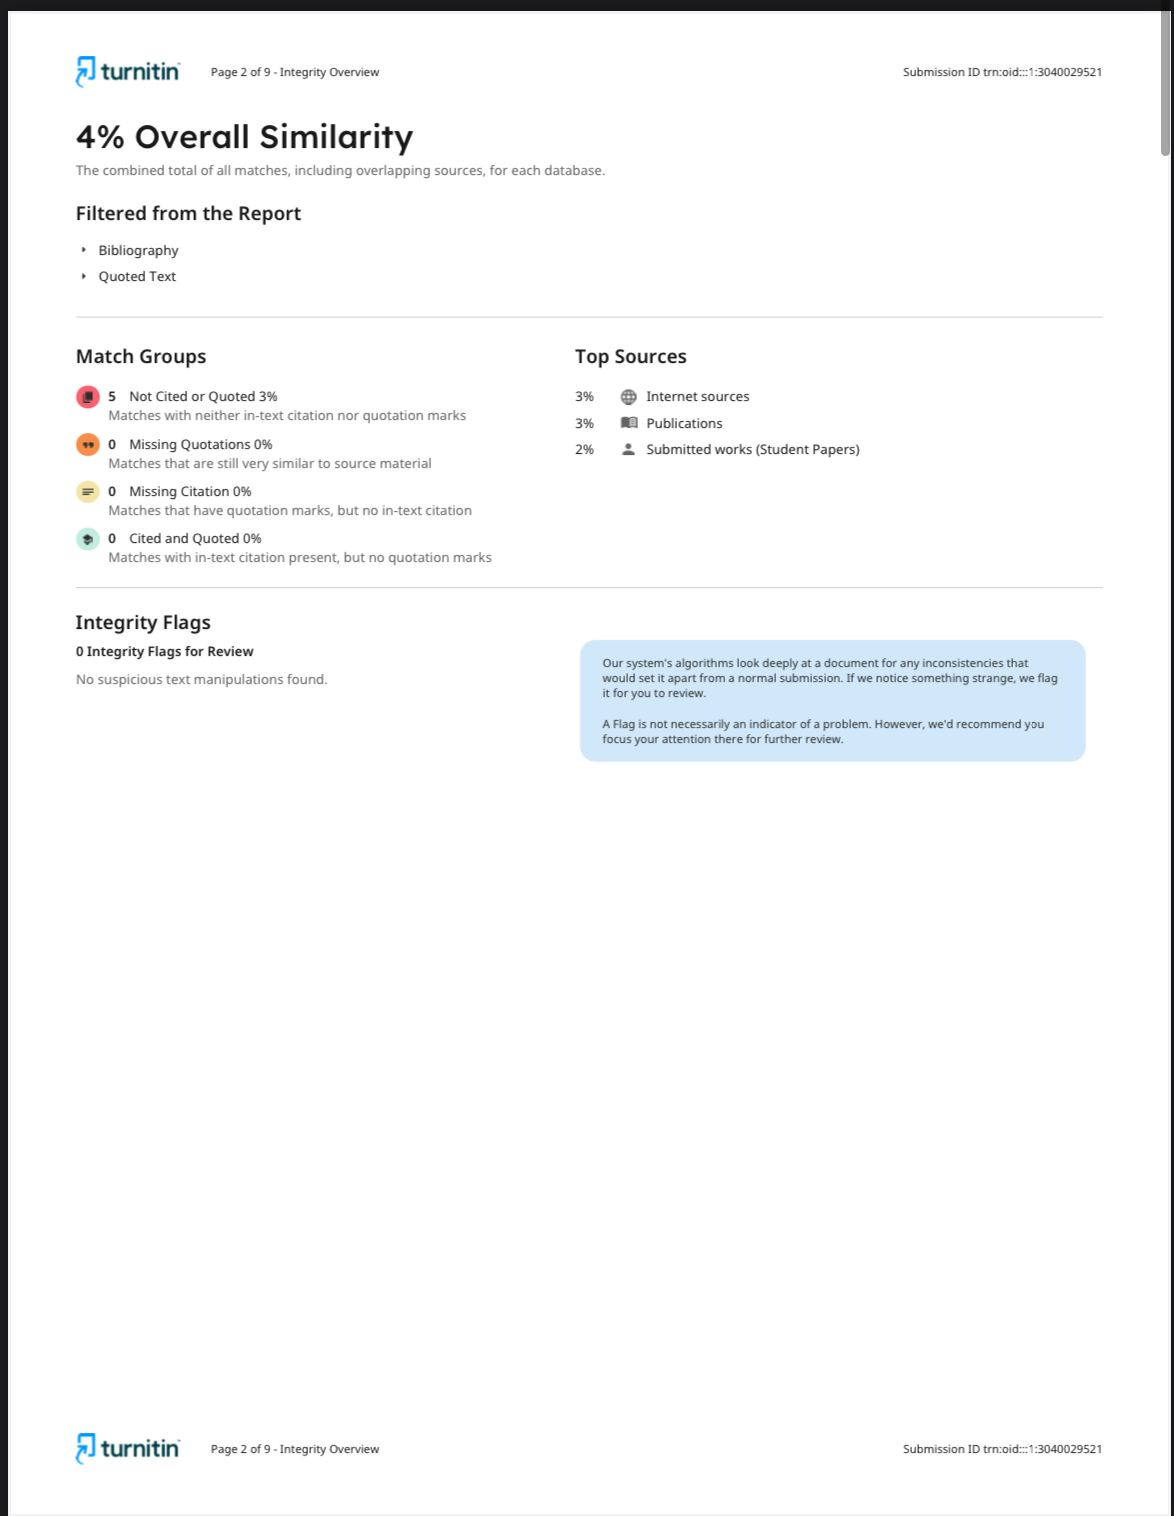 turnitin Page 2 of 9 - Integrity Overview Submission ID trn:oid:::1:3040029521
4% Overall Similarity
The combined total of all matches, including overlapping sources, for each database.
Filtered from the Report
Bibliography
Quoted Text
Match Groups
5 Not Cited or Quoted 3%
Matches with neither in-text citation nor quotation marks
0 Missing Quotations 0%
Matches that are still very similar to source material
0 Missing Citation 0%
Matches that have quotation marks, but no in-text citation
0 Cited and Quoted 0%
Matches with in-text citation present, but no quotation marks
Top Sources
3% Internet sources
3% Publications
2% Submitted works (Student Papers)
Integrity Flags
0 Integrity Flags for Review
No suspicious text manipulations found.
Our system's algorithms look deeply at a document for any inconsistencies that
would set it apart from a normal submission. If we notice something strange, we flag
it for you to review.
A Flag is not necessarily an indicator of a problem. However, we'd recommend you
focus your attention there for further review.
turnitin Page 2 of 9 - Integrity Overview Submission ID trn:oid:::1:3040029521